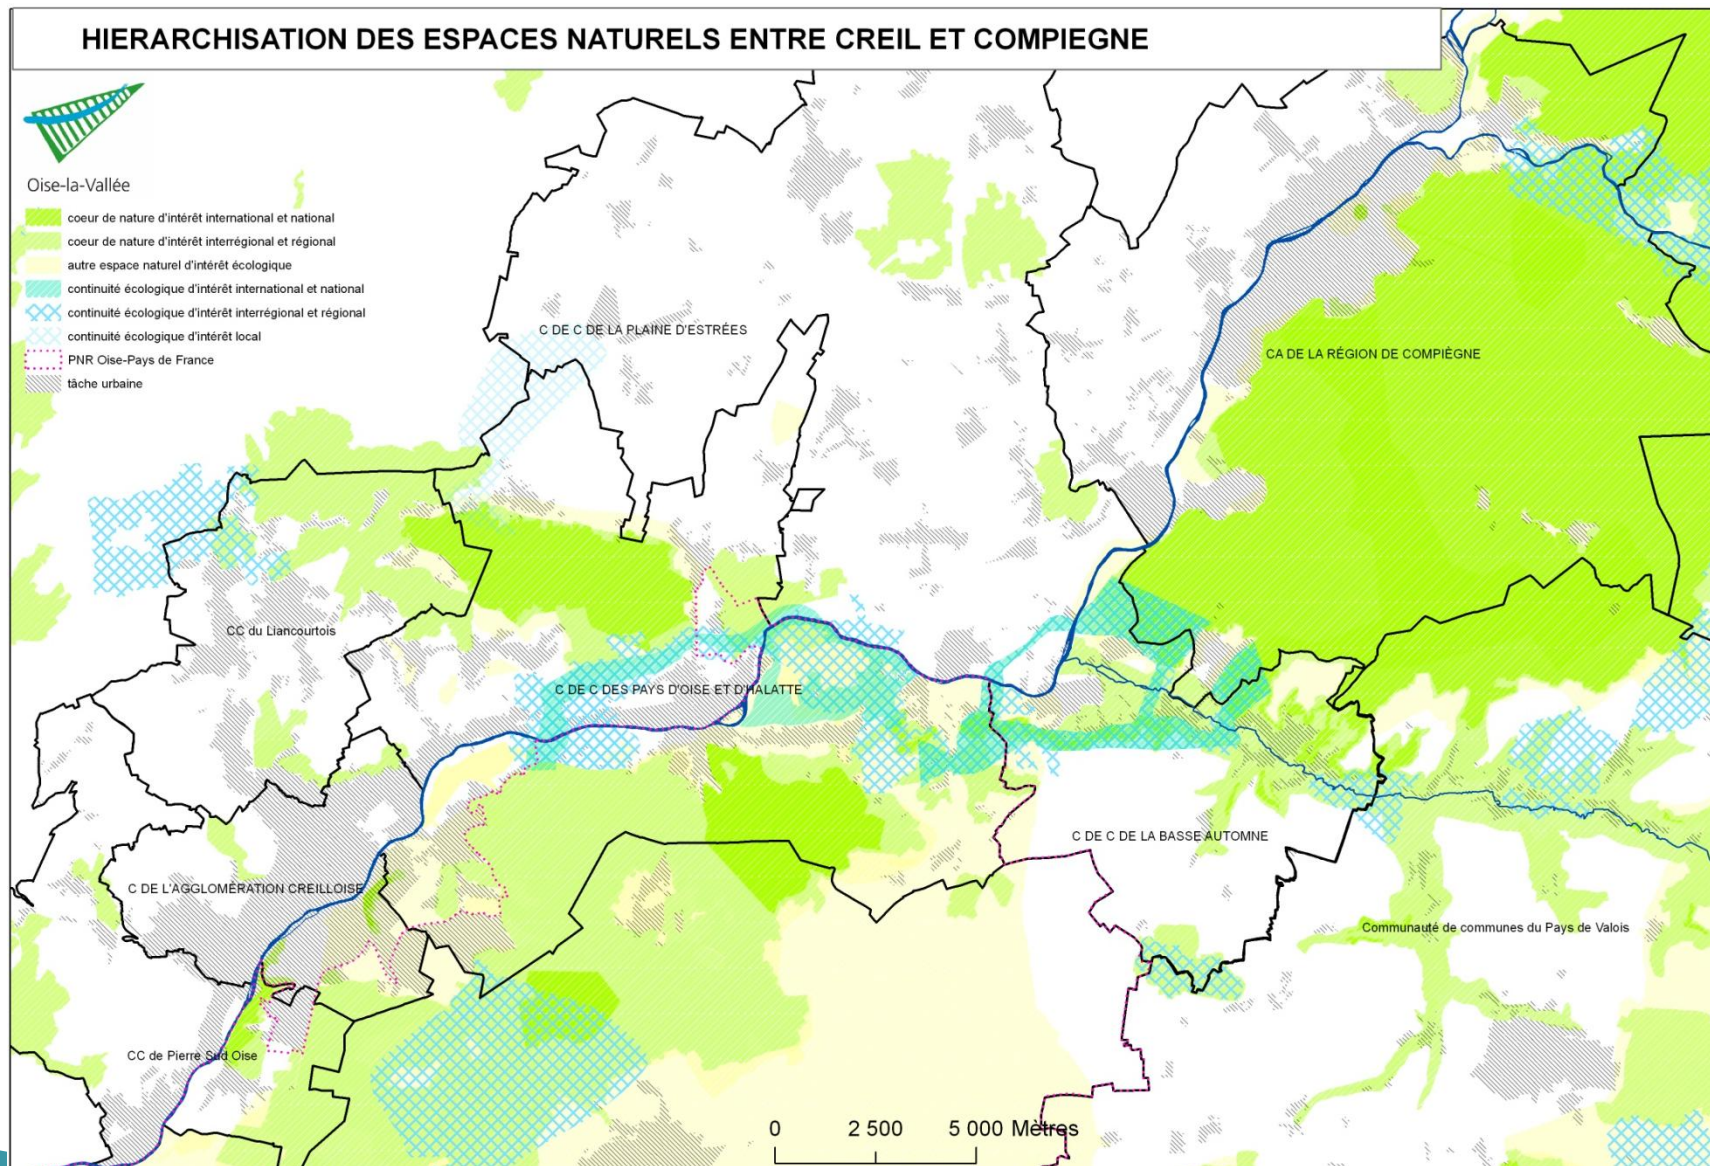 HIERARCHISATION DES ESPACES NATURELS ENTRE CREIL ET COMPIEGNE
Oise-la-Vallée
coeur de nature d'intérêt international et national
coeur de nature d'intérêt interrégional et régional
autre espace naturel d'intérêt écologique
continuité écologique d'intérêt international et national
continuité écologique d'intérêt interrégional et régional
continuité écologique d'intérêt local
PNR Oise-Pays de France
tâche urbaine
C DE C DE LA PLAINE D'ESTRÉES
CA DE LA RÉGION DE COMPIÈGNE
CC du Liancourtois
C DE C DES PAYS D'OISE ET D'HALATTE
C DE C DE LA BASSE AUTOMNE
C DE L'AGGLOMÉRATION CREILLOISE
Communauté de communes du Pays de Valois
CC de Pierre Sud Oise
0 2 500 5 000 Mètres